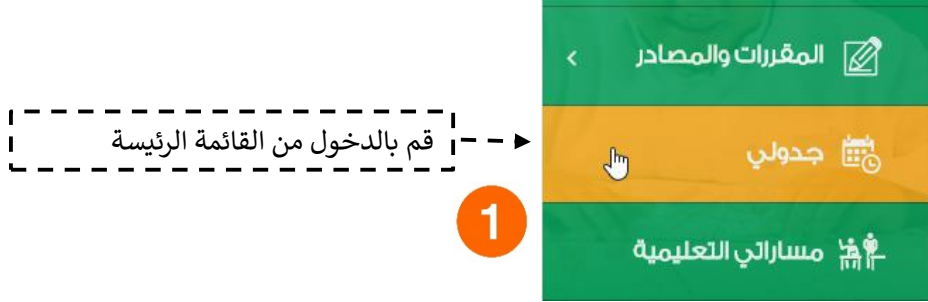 المقررات والمصادر
قم بالدخول من القائمة الرئيسة
جدولي
1
مساراتي التعليمية